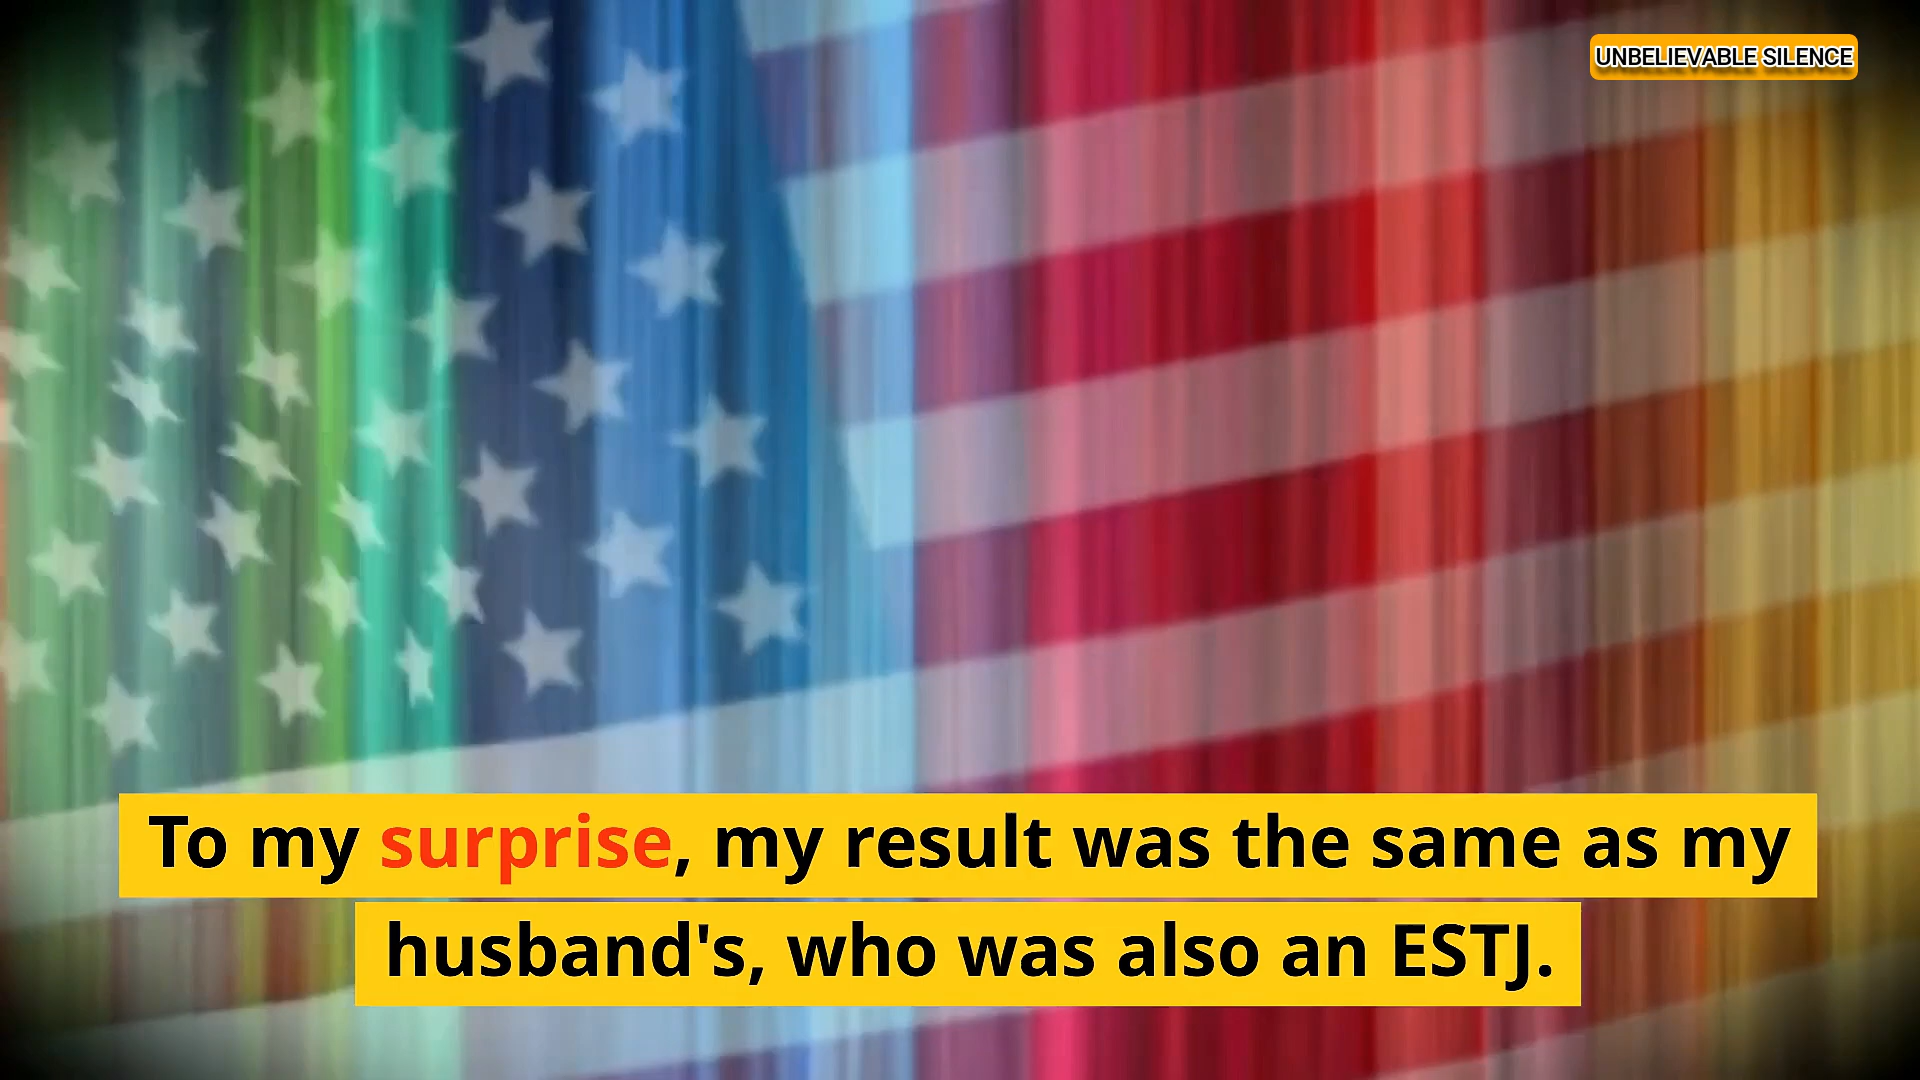 UNBELIEVABLE SILENCE
To my surprise, my result was the same as my
husband's, who was also an ESTJ.